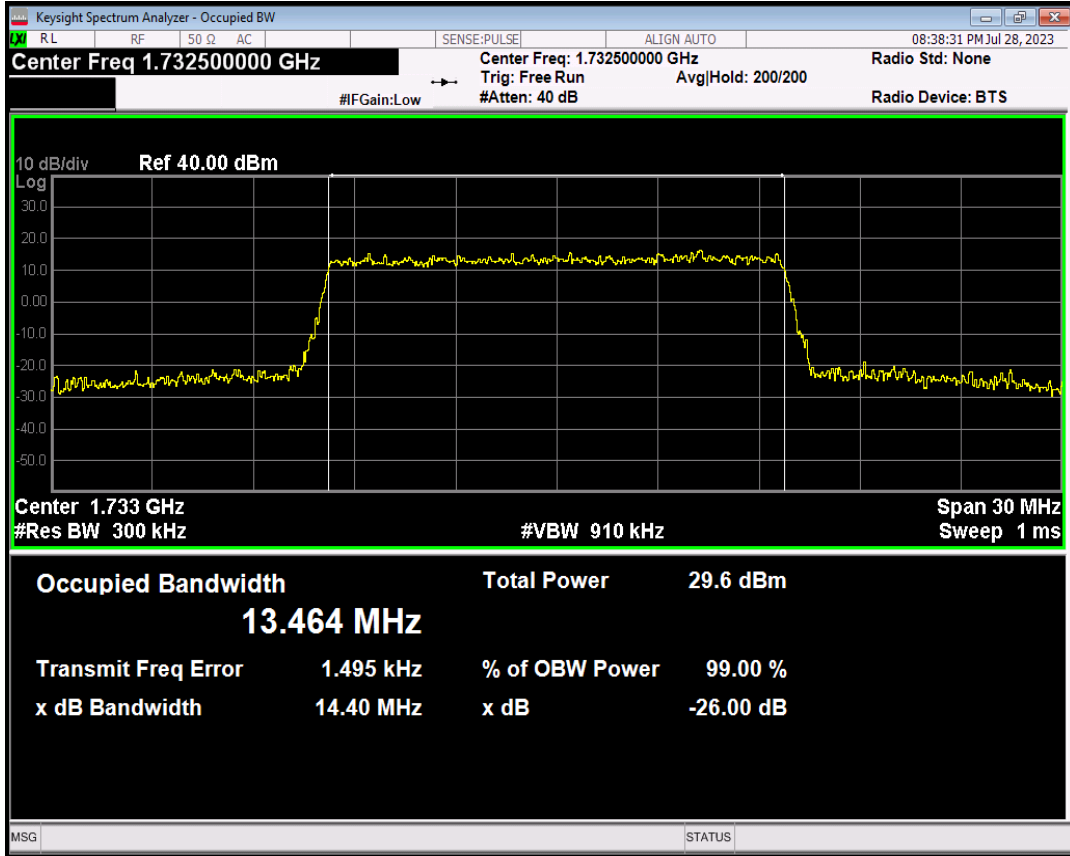 Keysight Spectrum Analyzer - Occupied BW
LXI RL RF 50 Ω AC SENSE:PULSE ALIGN AUTO 08:38:31 PM Jul 28, 2023
Center Freq 1.732500000 GHz
Center Freq: 1.732500000 GHz
Radio Std: None
Trig: Free Run Avg|Hold: 200/200
#IFGain:Low #Atten: 40 dB Radio Device: BTS
10 dB/div Ref 40.00 dBm
Log
30.0
20.0
10.0
0.00
-10.0
-20.0
-30.0
-40.0
-50.0
Center 1.733 GHz Span 30 MHz
#Res BW 300 kHz #VBW 910 kHz Sweep 1 ms
Occupied Bandwidth Total Power 29.6 dBm
13.464 MHz
Transmit Freq Error 1.495 kHz % of OBW Power 99.00 %
x dB Bandwidth 14.40 MHz x dB -26.00 dB
MSG STATUS